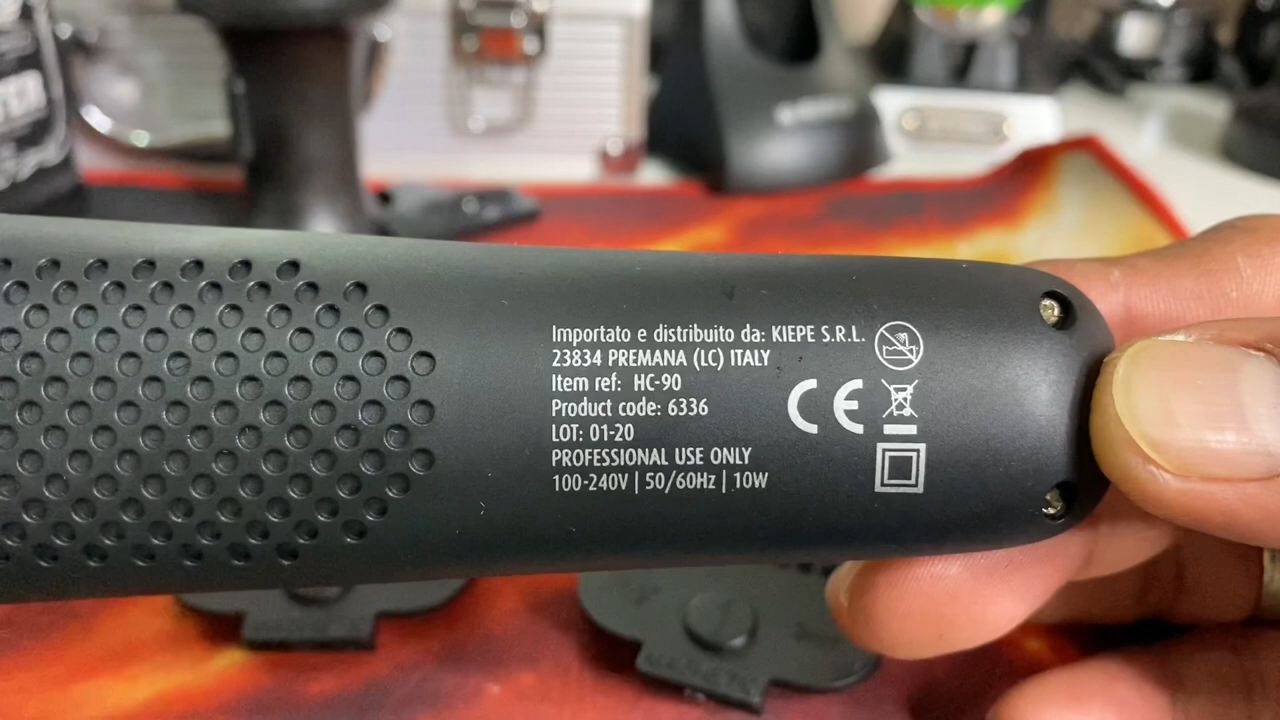 Importato e distribuito da: KIEPE S.R.L.
23834 PREMANA (LC) ITALY
Item ref: HC-90
Product code: 6336
LOT: 01-20
PROFESSIONAL USE ONLY
100-240V | 50/60Hz | 10W
CE